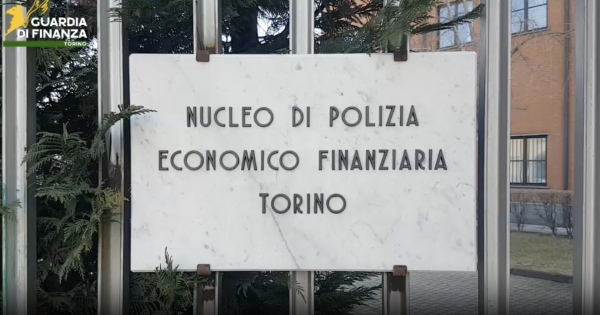 GUARDIA
DI FINANZA
TORINO
NUCLEO DI POLIZIA
ECONOMICO FINANZIARIA
TORINO